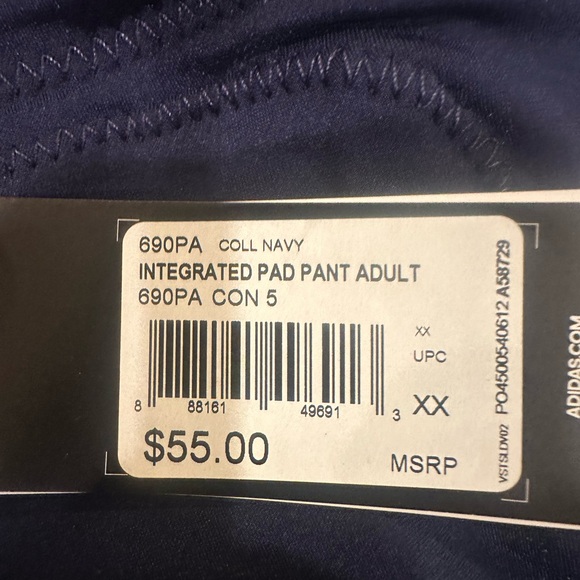 690PA COLL NAVY
INTEGRATED PAD PANT ADULT
690PA CON 5
XX
UPC
8 88161 49691 3
XX
$55.00
MSRP
VSTSLDV02 PO4500540612 A58729
ADIDAS.COM